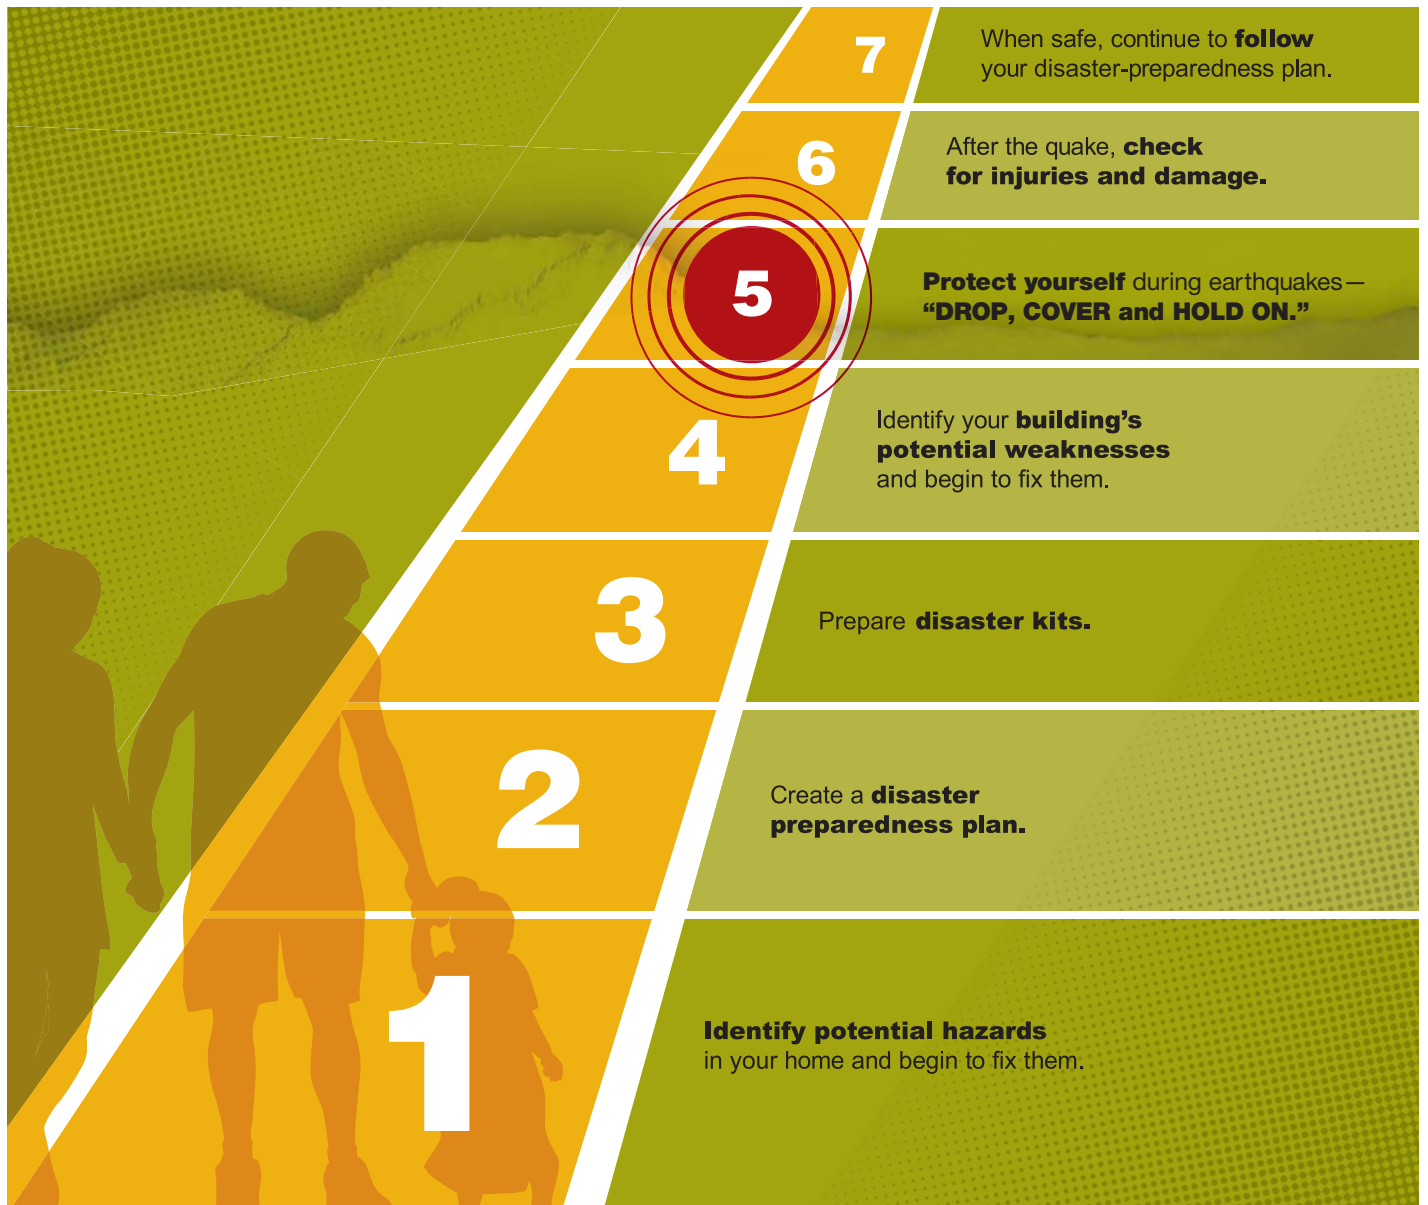 7
When safe, continue to follow
your disaster-preparedness plan.
6
After the quake, check
for injuries and damage.
5
Protect yourself during earthquakes—
“DROP, COVER and HOLD ON.”
4
Identify your building’s
potential weaknesses
and begin to fix them.
3
Prepare disaster kits.
2
Create a disaster
preparedness plan.
1
Identify potential hazards
in your home and begin to fix them.